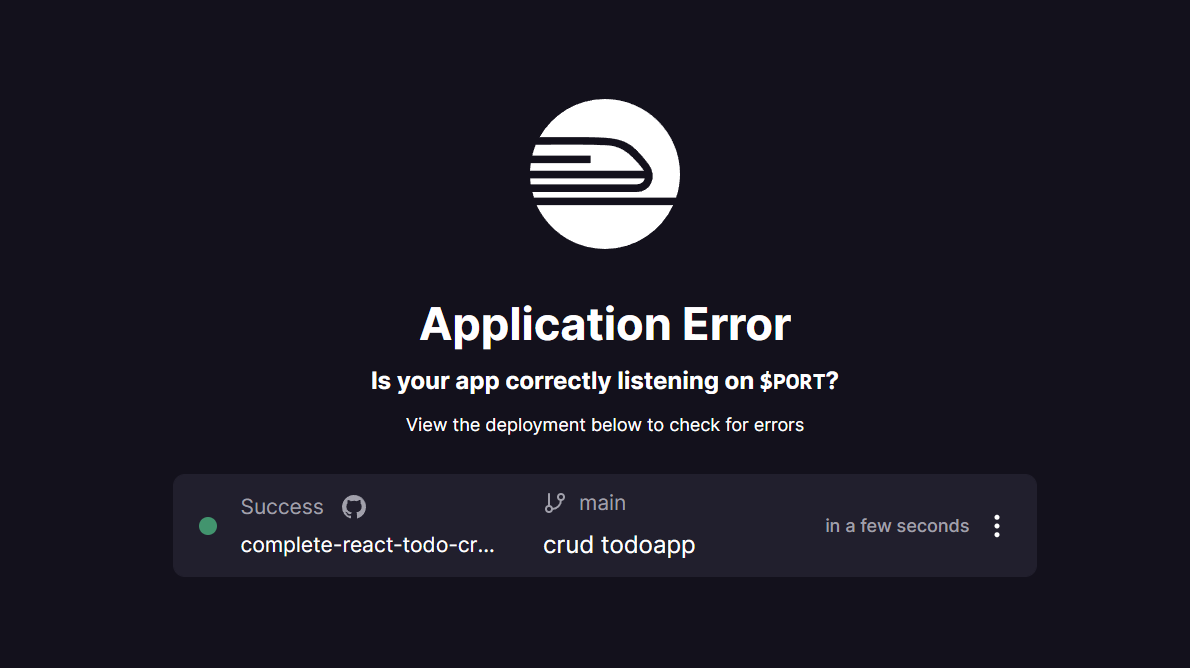 Application Error
Is your app correctly listening on $PORT?
View the deployment below to check for errors
Success
complete-react-todo-cr...
main
crud todoapp
in a few seconds